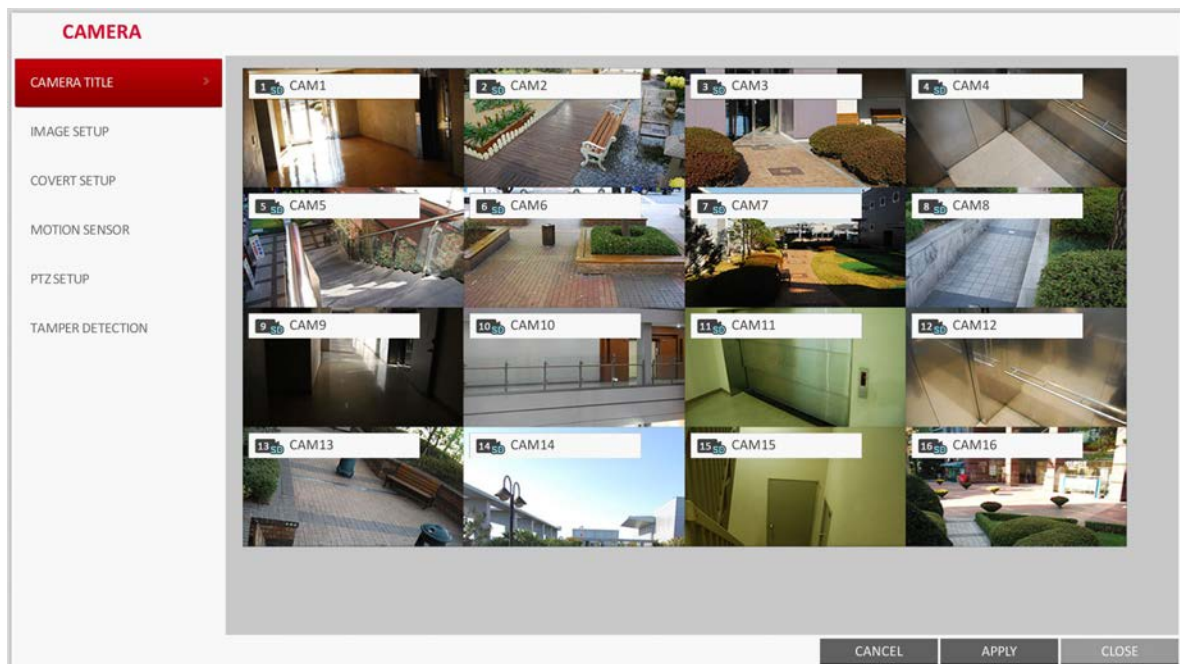 CAMERA
CAMERA TITLE »
IMAGE SETUP
COVERT SETUP
MOTION SENSOR
PTZ SETUP
TAMPER DETECTION
1 SD CAM1
2 SD CAM2
3 SD CAM3
4 SD CAM4
5 SD CAM5
6 SD CAM6
7 SD CAM7
8 SD CAM8
9 SD CAM9
10 SD CAM10
11 SD CAM11
12 SD CAM12
13 SD CAM13
14 SD CAM14
15 SD CAM15
16 SD CAM16
CANCEL
APPLY
CLOSE